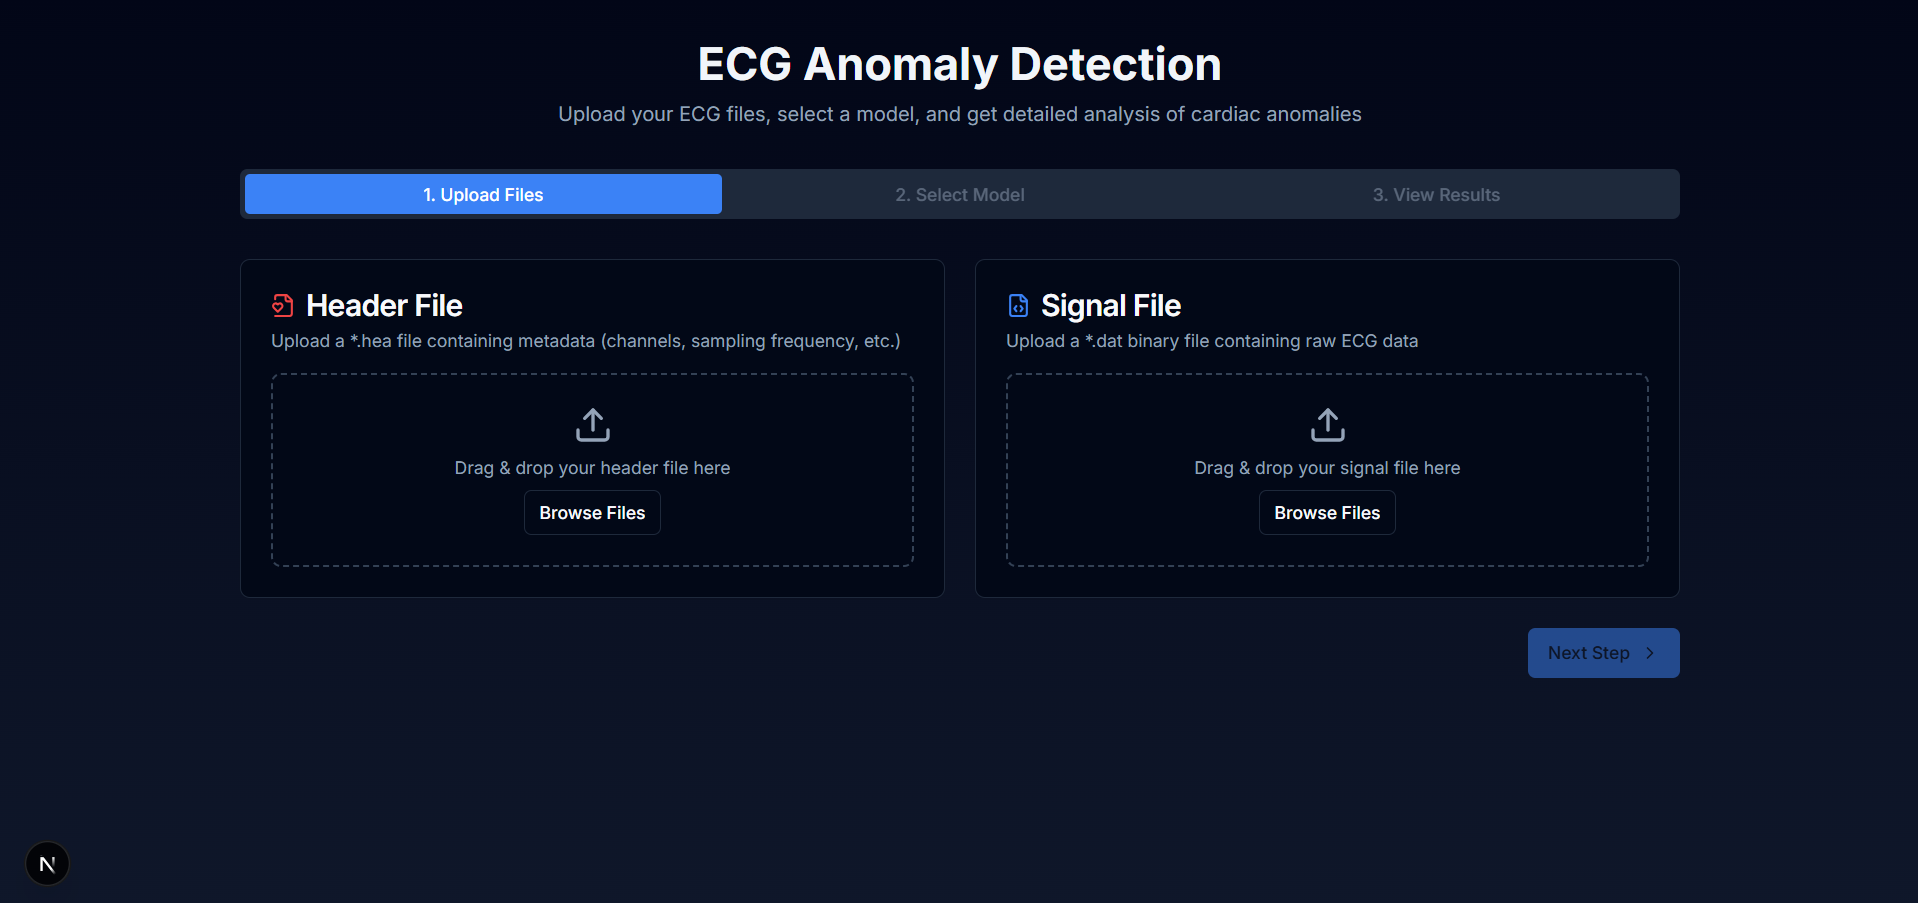 ECG Anomaly Detection
Upload your ECG files, select a model, and get detailed analysis of cardiac anomalies
1. Upload Files
2. Select Model
3. View Results
Header File
Upload a *.hea file containing metadata (channels, sampling frequency, etc.)
Drag & drop your header file here
Browse Files
Signal File
Upload a *.dat binary file containing raw ECG data
Drag & drop your signal file here
Browse Files
Next Step
N